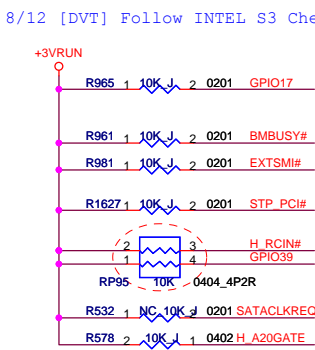 8/12 [DVT] Follow INTEL S3 Che
+3VRUN
R965 1 10K_J 2 0201 GPIO17
R961 1 10K_J 2 0201 BMBUSY#
R981 1 10K_J 2 0201 EXTSMI#
R1627 1 10K_J 2 0201 STP_PCI#
2 3 H_RCIN#
1 4 GPIO39
RP95 10K 0404_4P2R
R532 1 NC_10K_J 2 0201 SATACLKREQ
R578 2 10K_J 1 0402 H_A20GATE